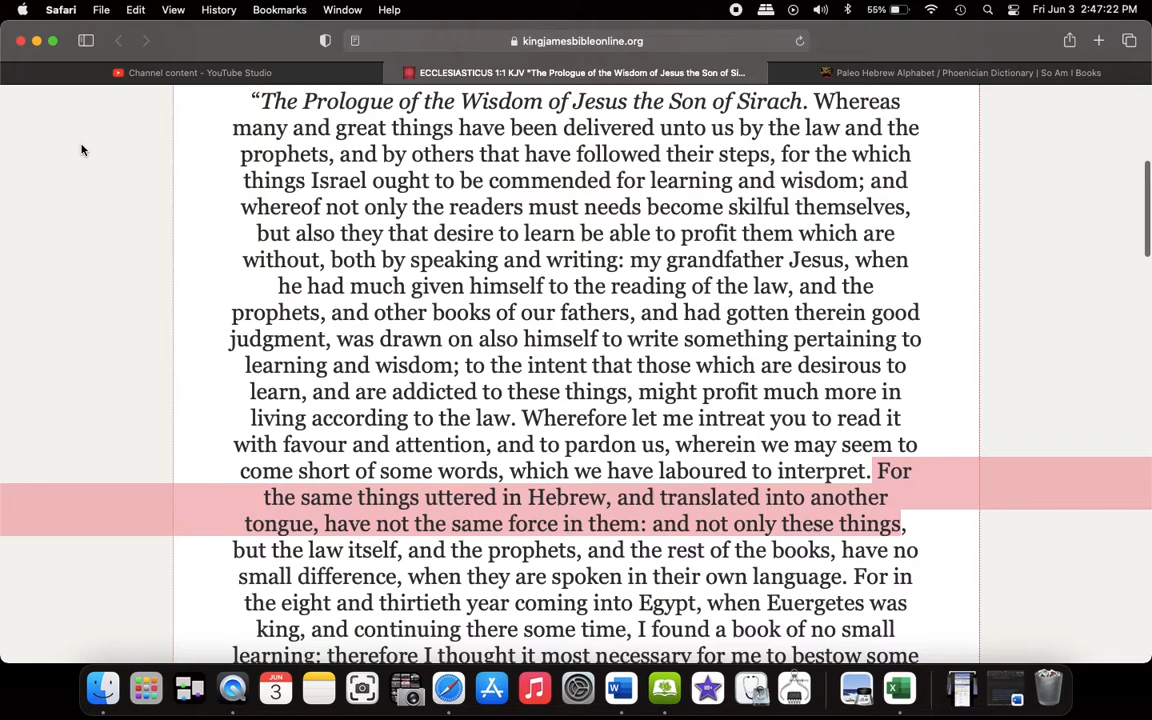 Safari File Edit View History Bookmarks Window Help 55% Fri Jun 3 2:47:22 PM
kingjamesbibleonline.org
Channel content - YouTube Studio
ECCLESIASTICUS 1:1 KJV "The Prologue of the Wisdom of Jesus the Son of Si...
Paleo Hebrew Alphabet / Phoenician Dictionary | So Am I Books
“The Prologue of the Wisdom of Jesus the Son of Sirach. Whereas
many and great things have been delivered unto us by the law and the
prophets, and by others that have followed their steps, for the which
things Israel ought to be commended for learning and wisdom; and
whereof not only the readers must needs become skilful themselves,
but also they that desire to learn be able to profit them which are
without, both by speaking and writing: my grandfather Jesus, when
he had much given himself to the reading of the law, and the
prophets, and other books of our fathers, and had gotten therein good
judgment, was drawn on also himself to write something pertaining to
learning and wisdom; to the intent that those which are desirous to
learn, and are addicted to these things, might profit much more in
living according to the law. Wherefore let me intreat you to read it
with favour and attention, and to pardon us, wherein we may seem to
come short of some words, which we have laboured to interpret. For
the same things uttered in Hebrew, and translated into another
tongue, have not the same force in them: and not only these things,
but the law itself, and the prophets, and the rest of the books, have no
small difference, when they are spoken in their own language. For in
the eight and thirtieth year coming into Egypt, when Euergetes was
king, and continuing there some time, I found a book of no small
learning: therefore I thought it most necessary for me to bestow some
JUN
3